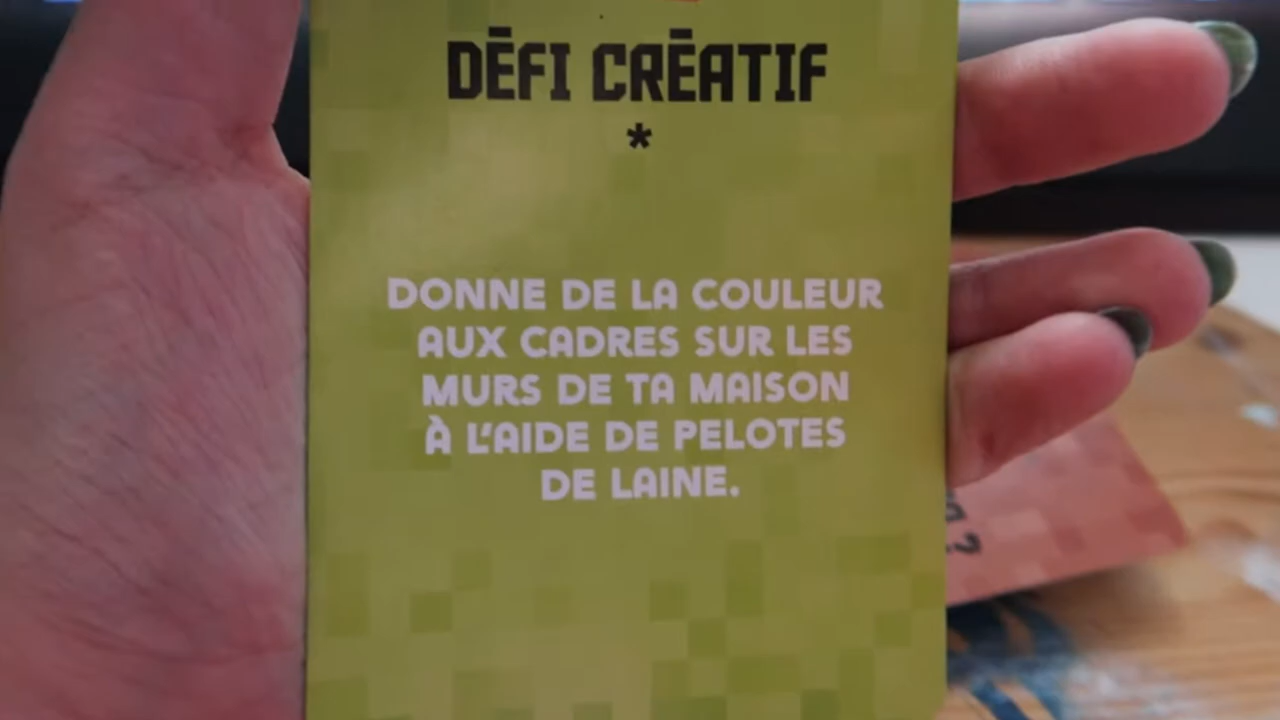 DÉFI CRÉATIF
*
DONNE DE LA COULEUR
AUX CADRES SUR LES
MURS DE TA MAISON
À L'AIDE DE PELOTES
DE LAINE.
?